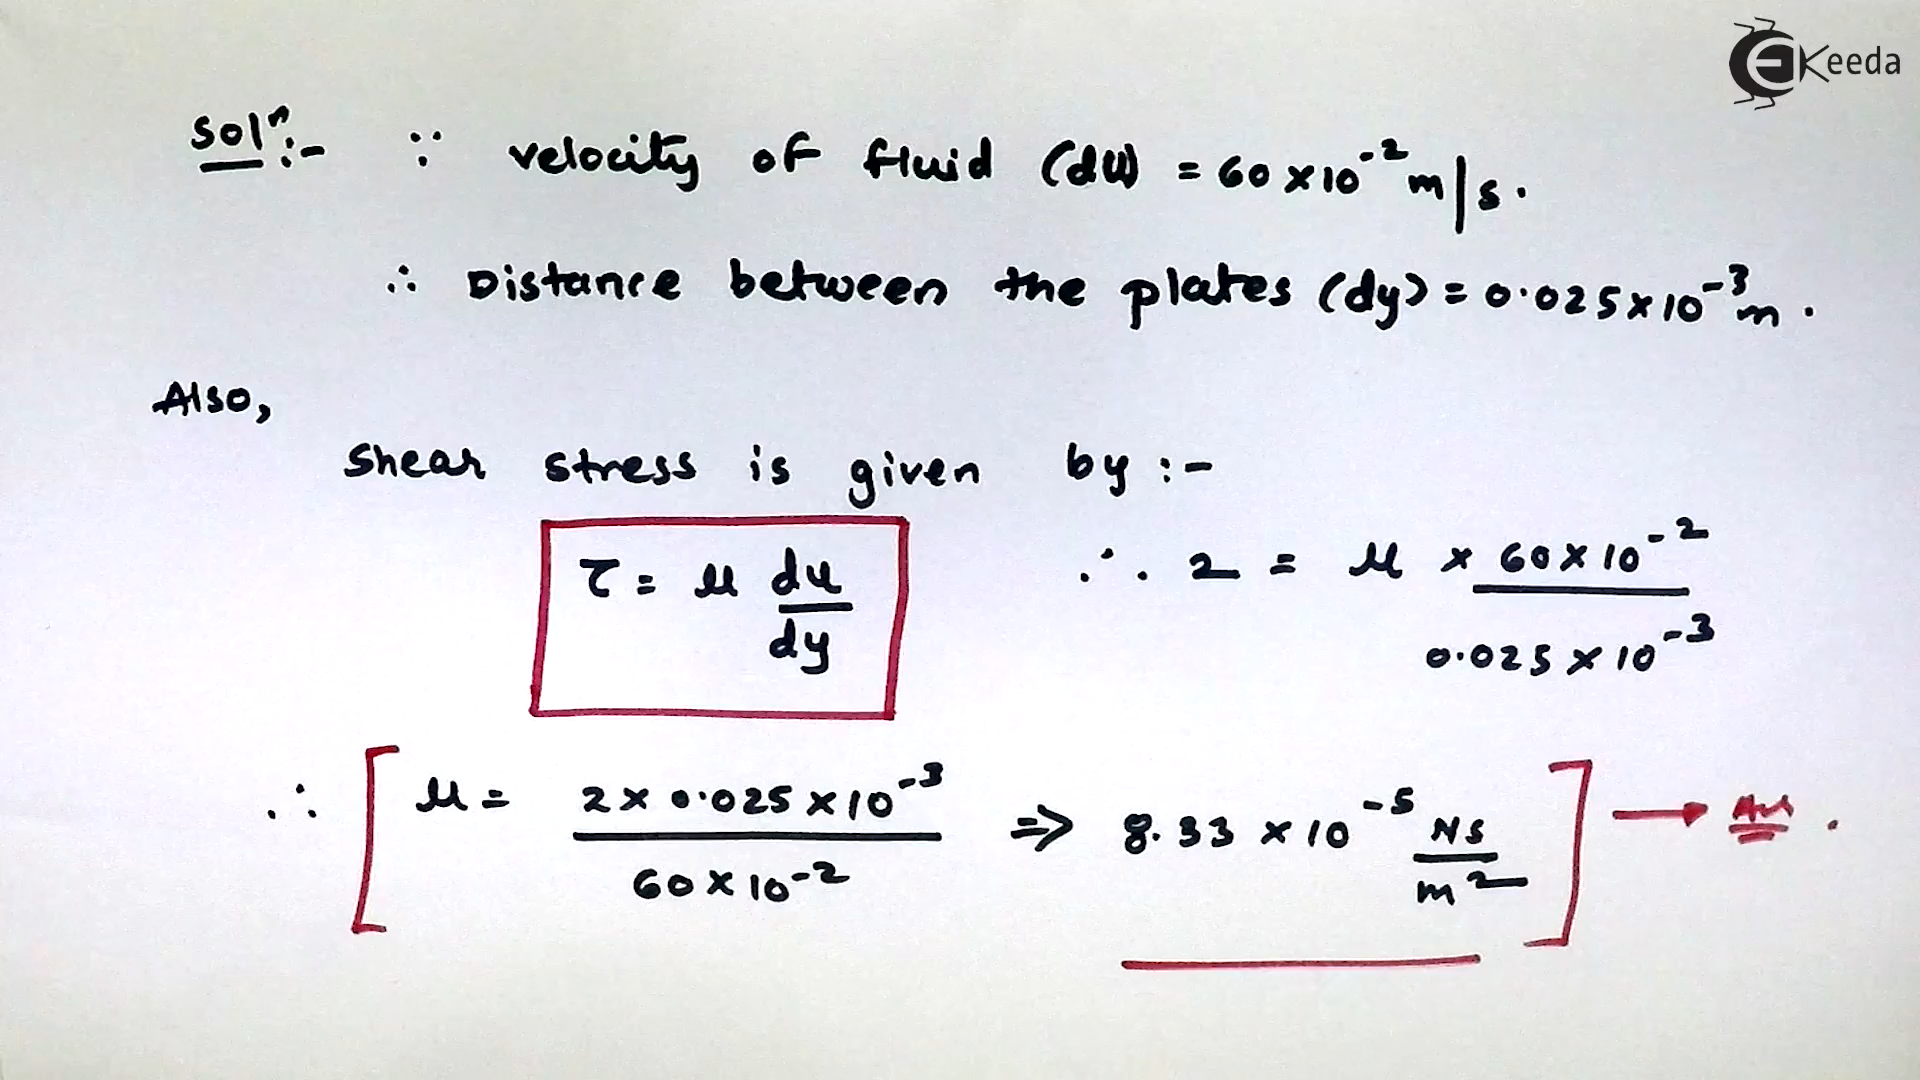 EKeeda
Solⁿ:- ∵ velocity of fluid (du) = 60×10⁻² m/s.
∴ Distance between the plates (dy) = 0.025×10⁻³ m.
Also,
Shear stress is given by :-
τ = μ du/dy
∴ 2 = μ × 60×10⁻² / 0.025×10⁻³
∴ [ μ = 2×0.025×10⁻³ / 60×10⁻² ⇒ 8.33×10⁻⁵ Ns/m² ] → Ans.